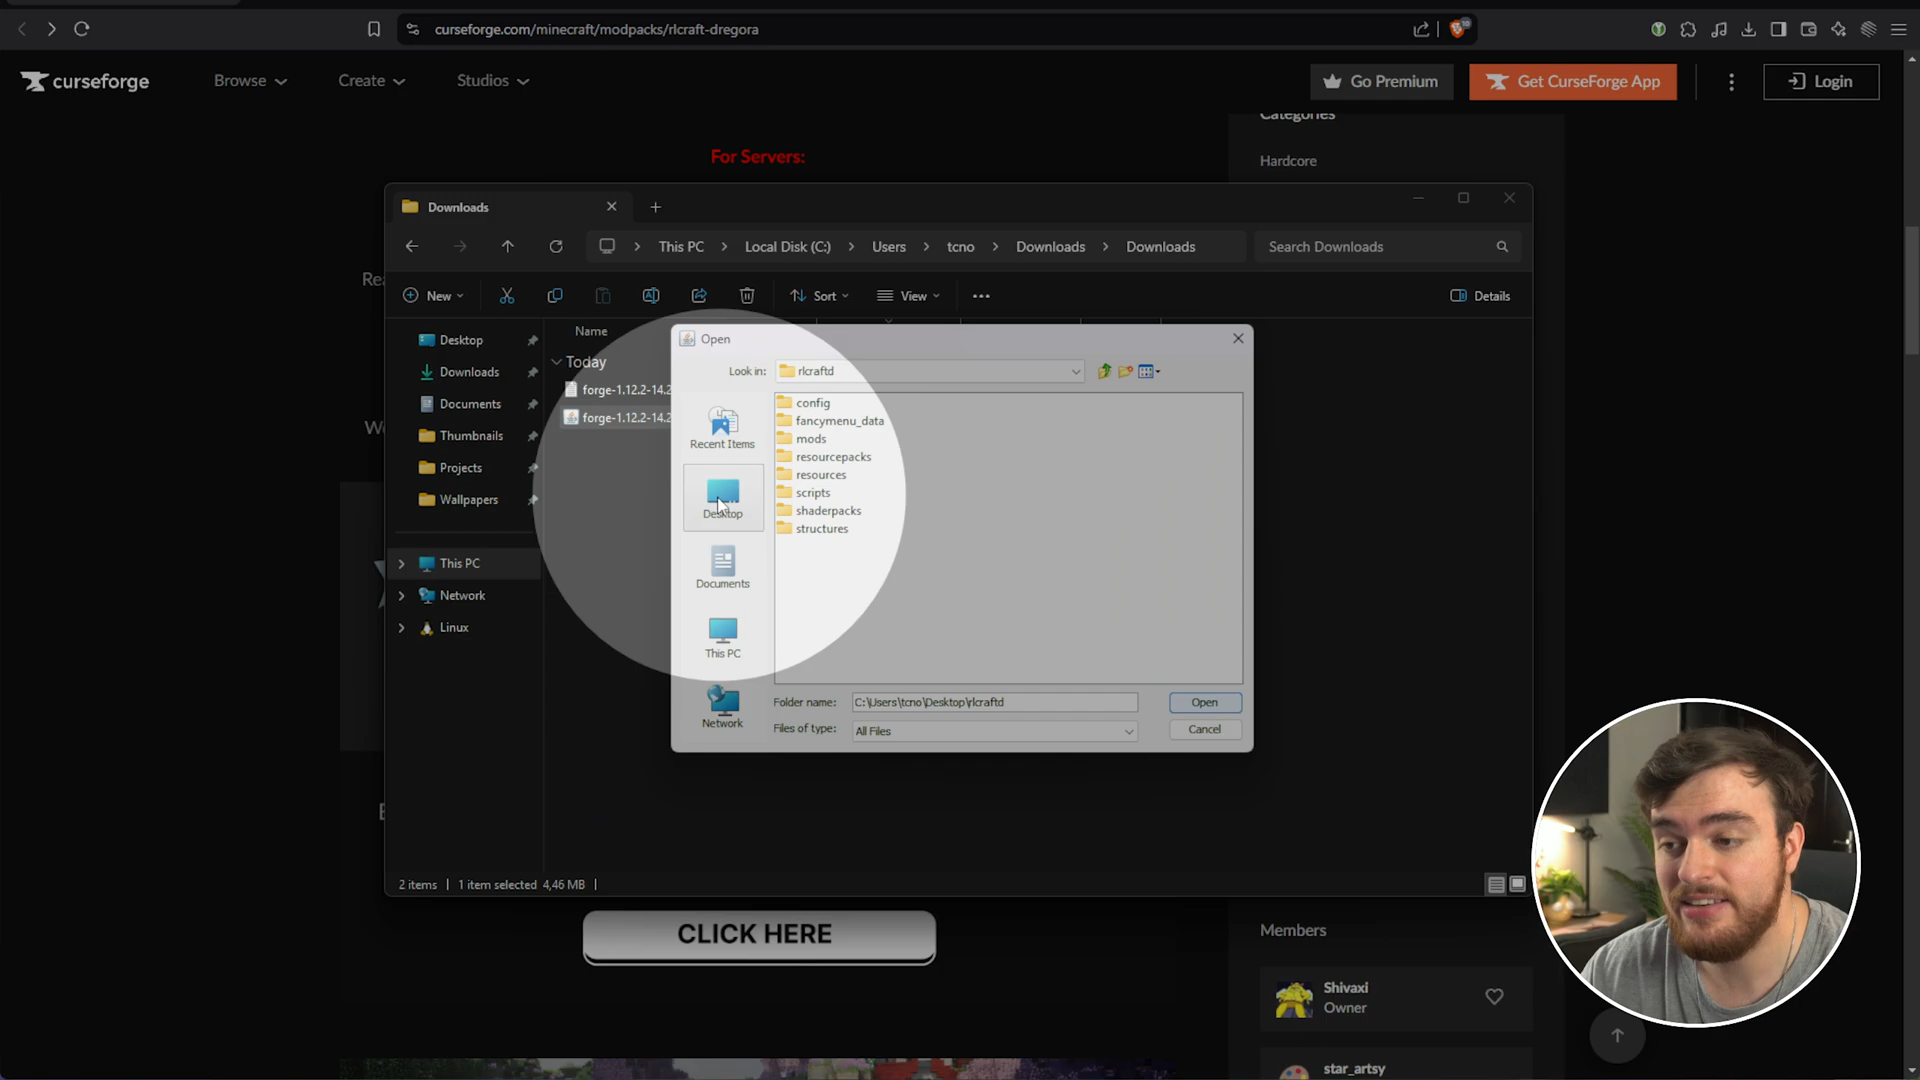 curseforge.com/minecraft/modpacks/rlcraft-dregora
curseforge
Browse
Create
Studios
Go Premium
Get CurseForge App
Login
Categories
For Servers:
Hardcore
Downloads
This PC
Local Disk (C:)
Users
tcno
Downloads
Downloads
Search Downloads
New
Sort
View
Details
Desktop
Downloads
Documents
Thumbnails
Projects
Wallpapers
This PC
Network
Linux
Name
Today
forge-1.12.2-14.2
forge-1.12.2-14.2
Open
Look in:
rlcraftd
Recent Items
Desktop
Documents
This PC
Network
config
fancymenu_data
mods
resourcepacks
resources
scripts
shaderpacks
structures
Folder name:
C:\Users\tcno\Desktop\rlcraftd
Open
Files of type:
All Files
Cancel
2 items
1 item selected 4,46 MB
CLICK HERE
Members
Shivaxi
Owner
star_artsy